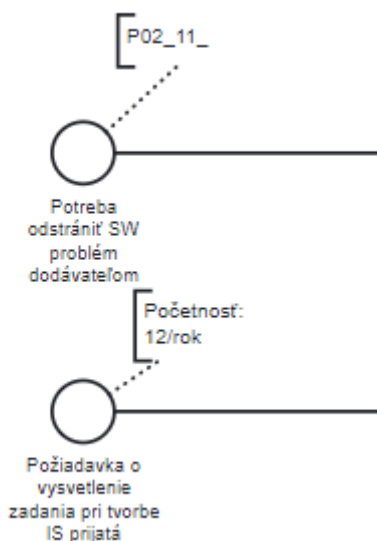 P02_11_
Potreba
odstrániť SW
problém
dodávateľom
Početnosť:
12/rok
Požiadavka o
vysvetlenie
zadania pri tvorbe
IS prijatá